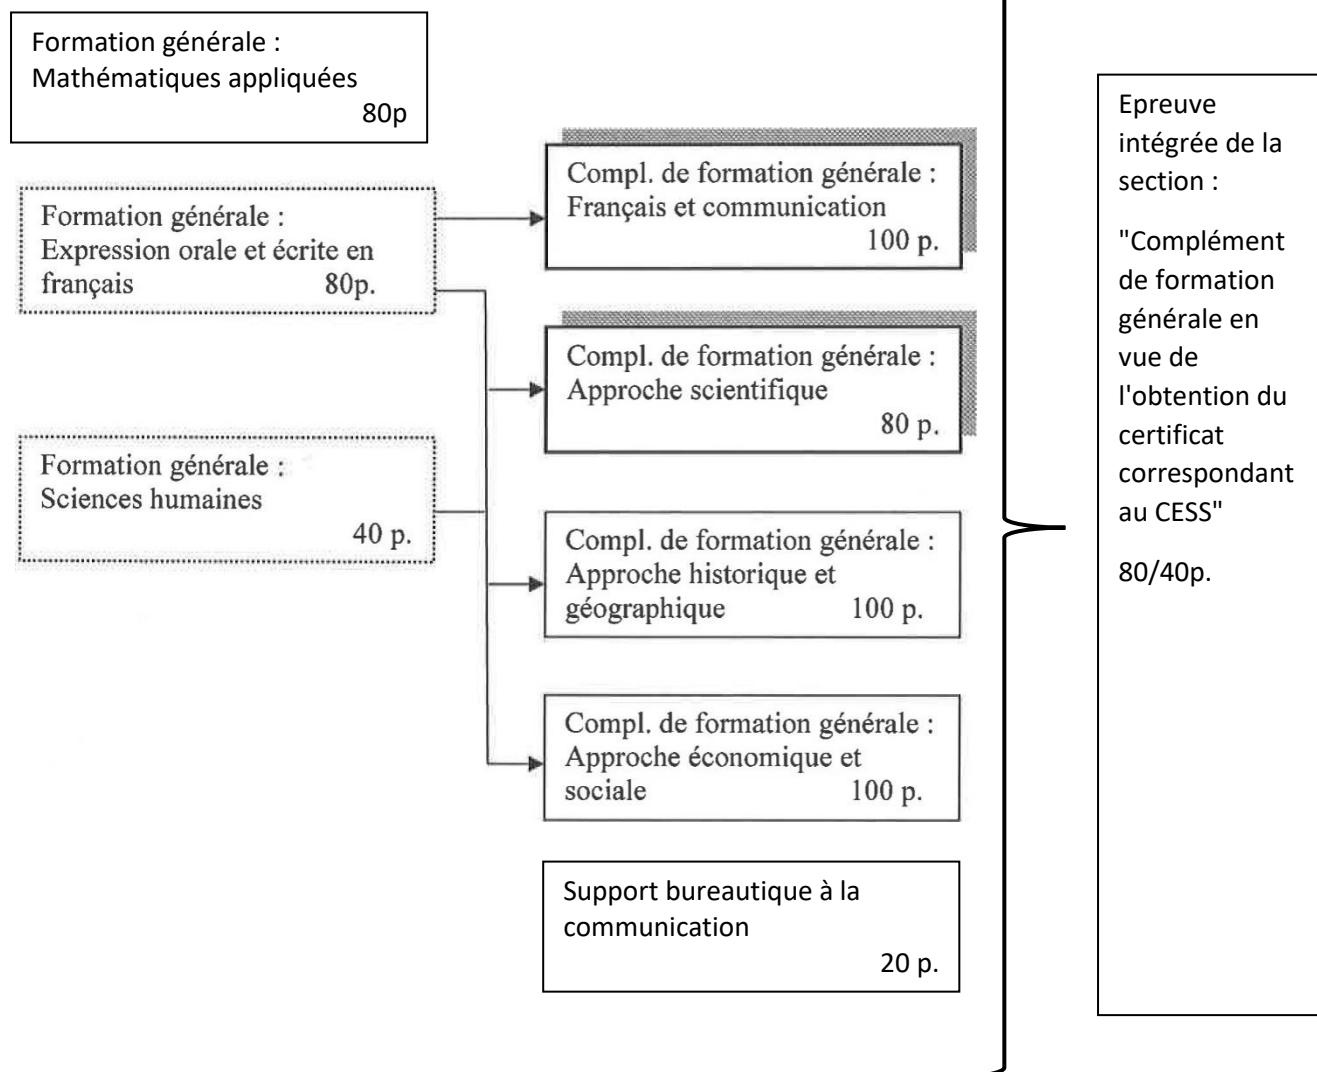 Formation générale :
Mathématiques appliquées
80p
Formation générale :
Expression orale et écrite en
français 80p.
Formation générale :
Sciences humaines
40 p.
Compl. de formation générale :
Français et communication
100 p.
Compl. de formation générale :
Approche scientifique
80 p.
Compl. de formation générale :
Approche historique et
géographique 100 p.
Compl. de formation générale :
Approche économique et
sociale 100 p.
Support bureautique à la
communication
20 p.
Epreuve
intégrée de la
section :
"Complément
de formation
générale en
vue de
l'obtention du
certificat
correspondant
au CESS"
80/40p.